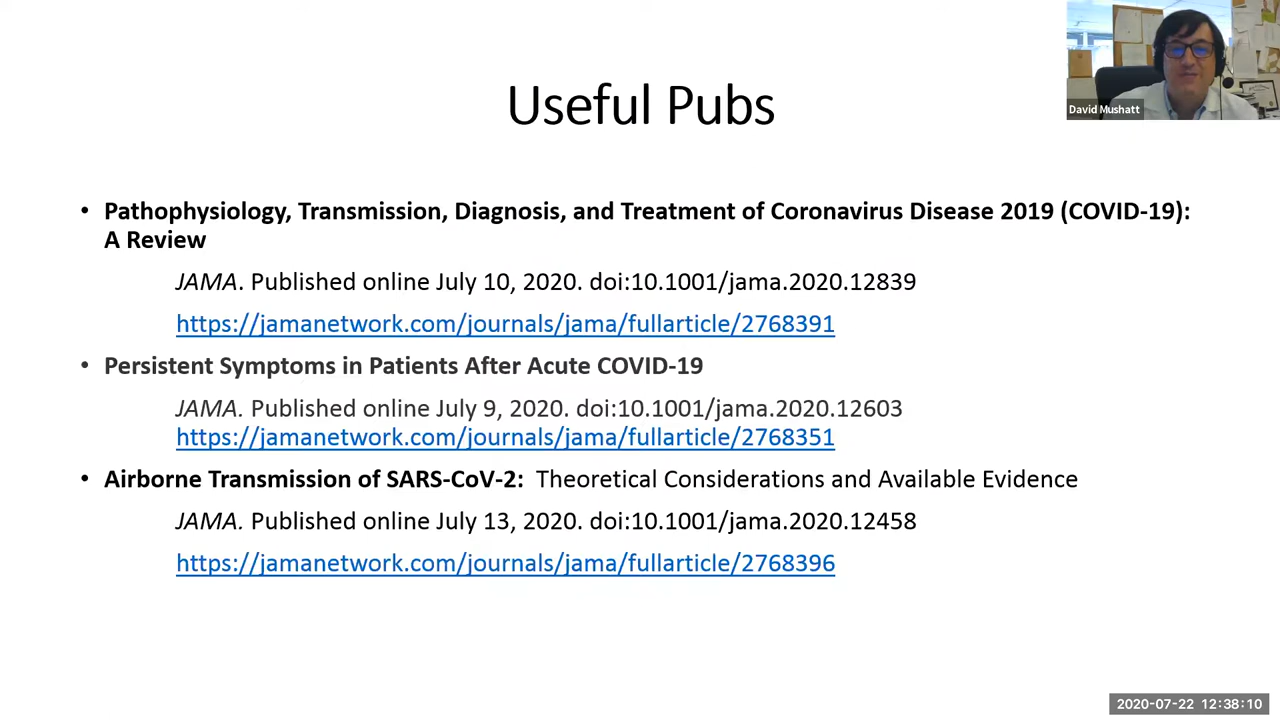 Useful Pubs
David Mushatt
• Pathophysiology, Transmission, Diagnosis, and Treatment of Coronavirus Disease 2019 (COVID-19):
A Review
JAMA. Published online July 10, 2020. doi:10.1001/jama.2020.12839
https://jamanetwork.com/journals/jama/fullarticle/2768391
• Persistent Symptoms in Patients After Acute COVID-19
JAMA. Published online July 9, 2020. doi:10.1001/jama.2020.12603
https://jamanetwork.com/journals/jama/fullarticle/2768351
• Airborne Transmission of SARS-CoV-2: Theoretical Considerations and Available Evidence
JAMA. Published online July 13, 2020. doi:10.1001/jama.2020.12458
https://jamanetwork.com/journals/jama/fullarticle/2768396
2020-07-22 12:38:10